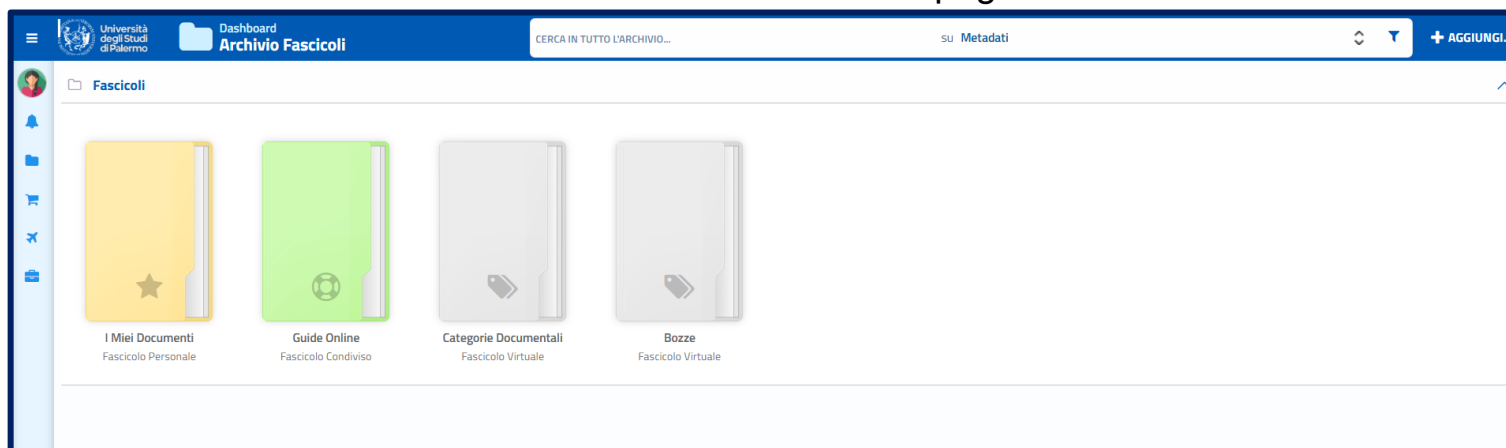 Università
degli Studi
di Palermo
Dashboard
Archivio Fascicoli
CERCA IN TUTTO L'ARCHIVIO...
su Metadati
+ AGGIUNGI.
Fascicoli
I Miei Documenti
Fascicolo Personale
Guide Online
Fascicolo Condiviso
Categorie Documentali
Fascicolo Virtuale
Bozze
Fascicolo Virtuale